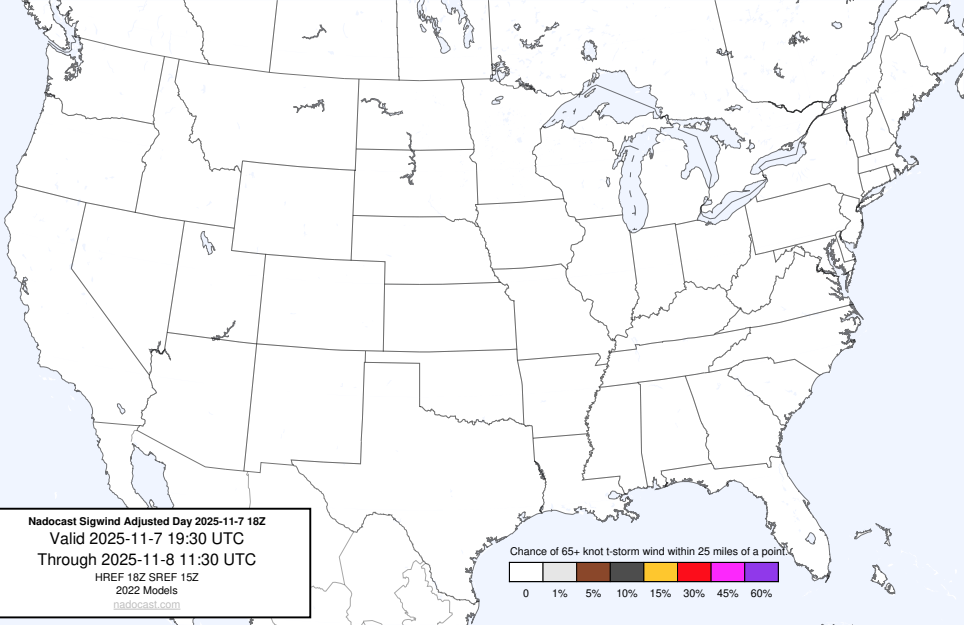 Nadocast Sigwind Adjusted Day 2025-11-7 18Z
Valid 2025-11-7 19:30 UTC
Through 2025-11-8 11:30 UTC
HREF 18Z SREF 15Z
2022 Models
nadocast.com
Chance of 65+ knot t-storm wind within 25 miles of a point.
0 1% 5% 10% 15% 30% 45% 60%